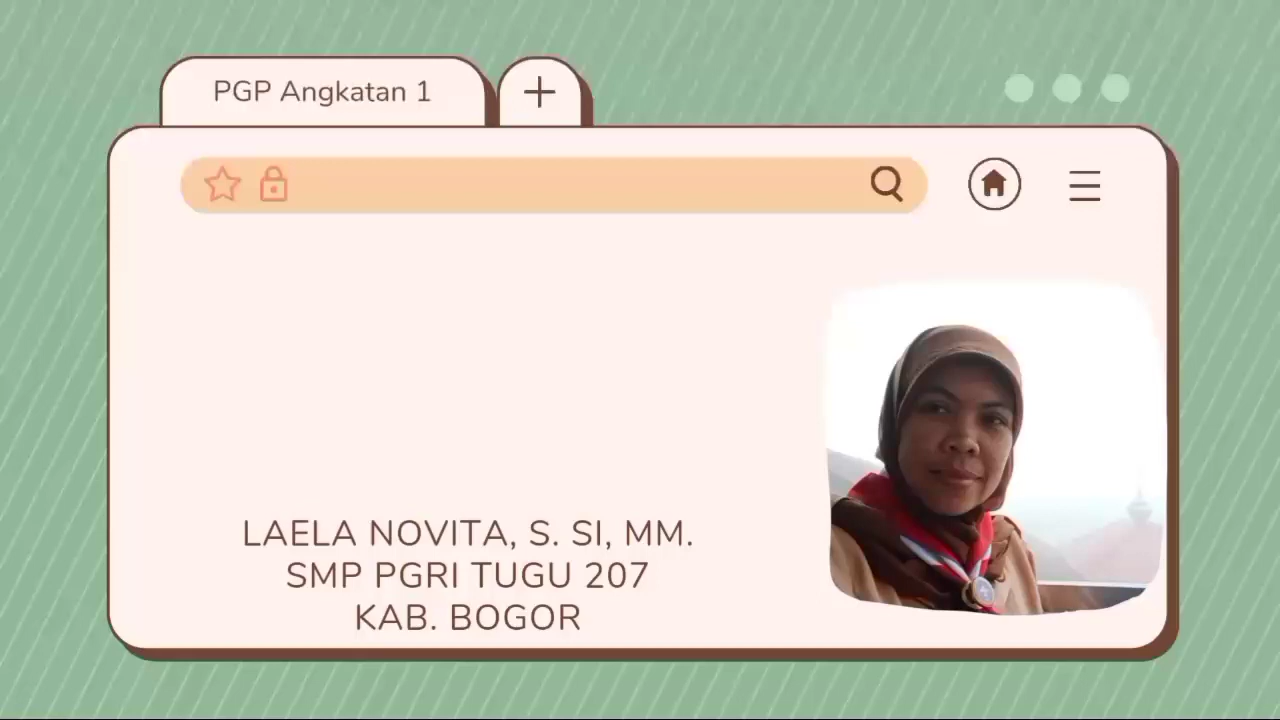 PGP Angkatan 1
LAELA NOVITA, S. SI, MM.
SMP PGRI TUGU 207
KAB. BOGOR